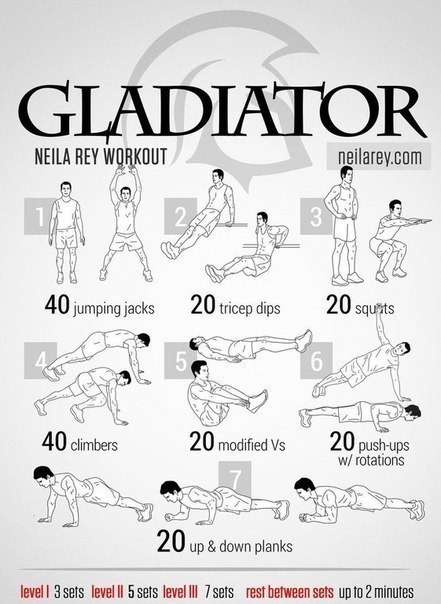 GLADIATOR
NEILA REY WORKOUT
neilarey.com
1
2
3
40 jumping jacks
20 tricep dips
20 squats
4
5
6
40 climbers
20 modified Vs
20 push-ups
w/ rotations
7
20 up & down planks
level I 3 sets level II 5 sets level III 7 sets rest between sets up to 2 minutes